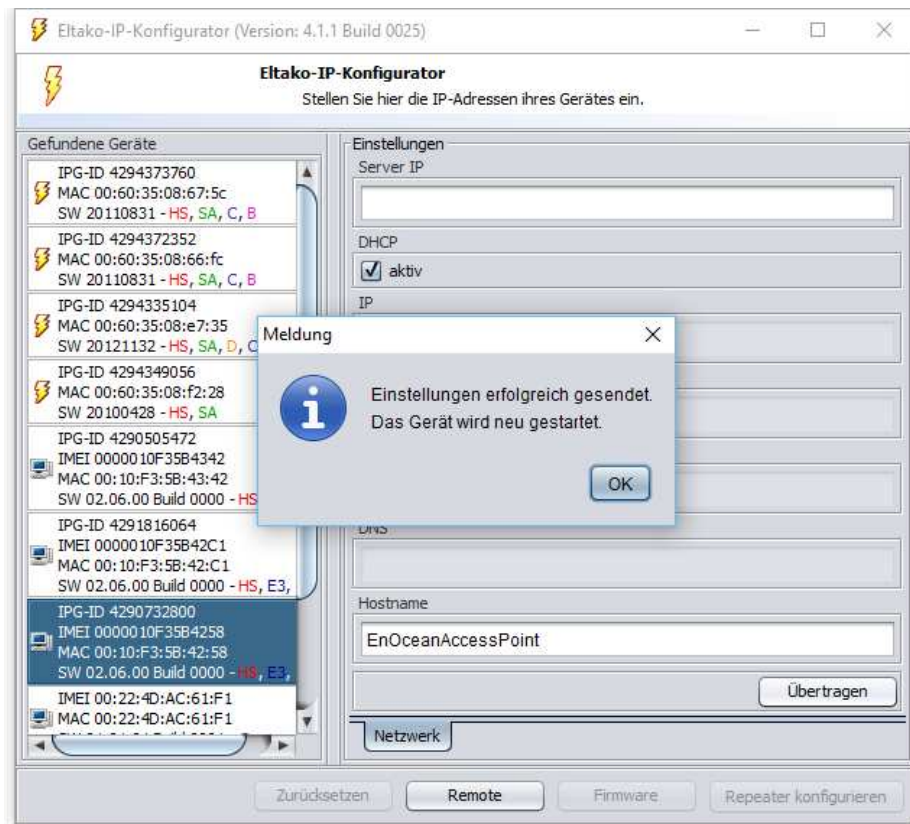 Eltako-IP-Konfigurator (Version: 4.1.1 Build 0025)
Eltako-IP-Konfigurator
Stellen Sie hier die IP-Adressen ihres Gerätes ein.
Gefundene Geräte
IPG-ID 4294373760
MAC 00:60:35:08:67:5c
SW 20110831 - HS, SA, C, B
IPG-ID 4294372352
MAC 00:60:35:08:66:fc
SW 20110831 - HS, SA, C, B
IPG-ID 4294335104
MAC 00:60:35:08:e7:35
SW 20121132 - HS, SA, D, C
IPG-ID 4294349056
MAC 00:60:35:08:f2:28
SW 20100428 - HS, SA
IPG-ID 4290505472
IMEI 0000010F35B4342
MAC 00:10:F3:5B:43:42
SW 02.06.00 Build 0000 - HS
IPG-ID 4291816064
IMEI 0000010F35B42C1
MAC 00:10:F3:5B:42:C1
SW 02.06.00 Build 0000 - HS, E3,
IPG-ID 4290732800
IMEI 0000010F35B4258
MAC 00:10:F3:5B:42:58
SW 02.06.00 Build 0000 - HS, E3,
IMEI 00:22:4D:AC:61:F1
MAC 00:22:4D:AC:61:F1
Einstellungen
Server IP
DHCP
aktiv
IP
Meldung
Einstellungen erfolgreich gesendet.
Das Gerät wird neu gestartet.
OK
DNS
Hostname
EnOceanAccessPoint
Übertragen
Netzwerk
Zurücksetzen
Remote
Firmware
Repeater konfigurieren